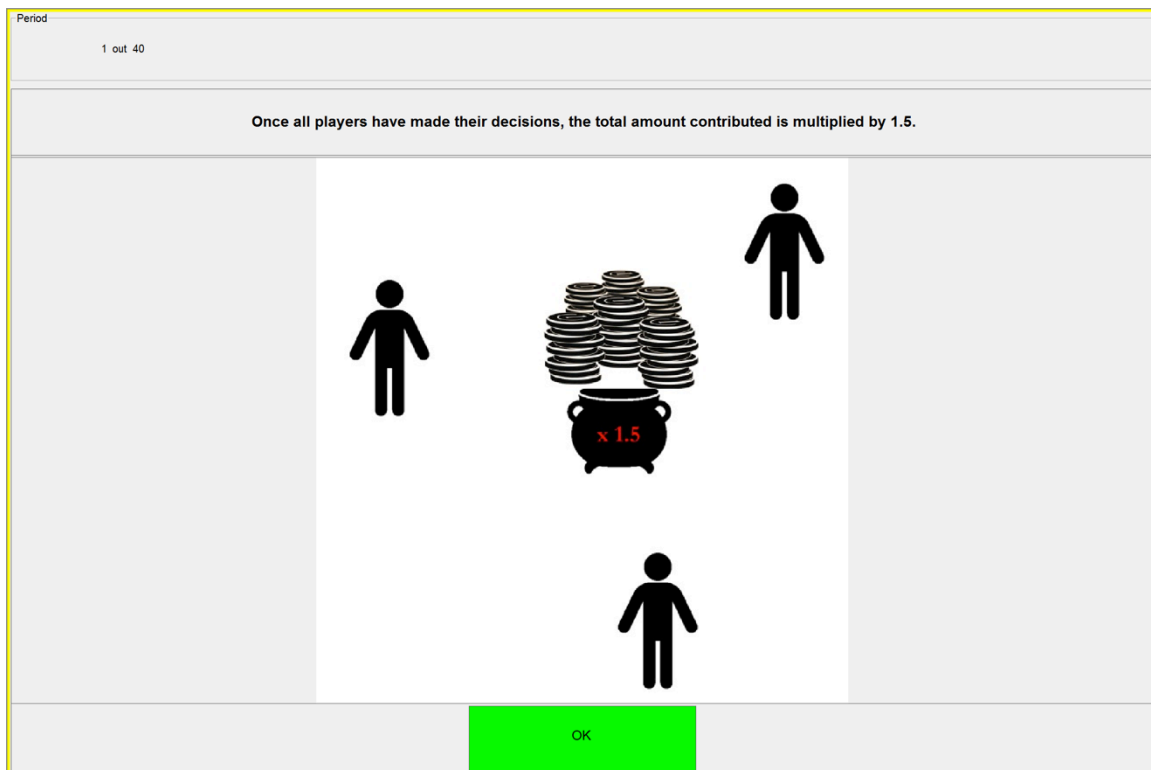 Period
1 out 40
Once all players have made their decisions, the total amount contributed is multiplied by 1.5.
x 1.5
OK